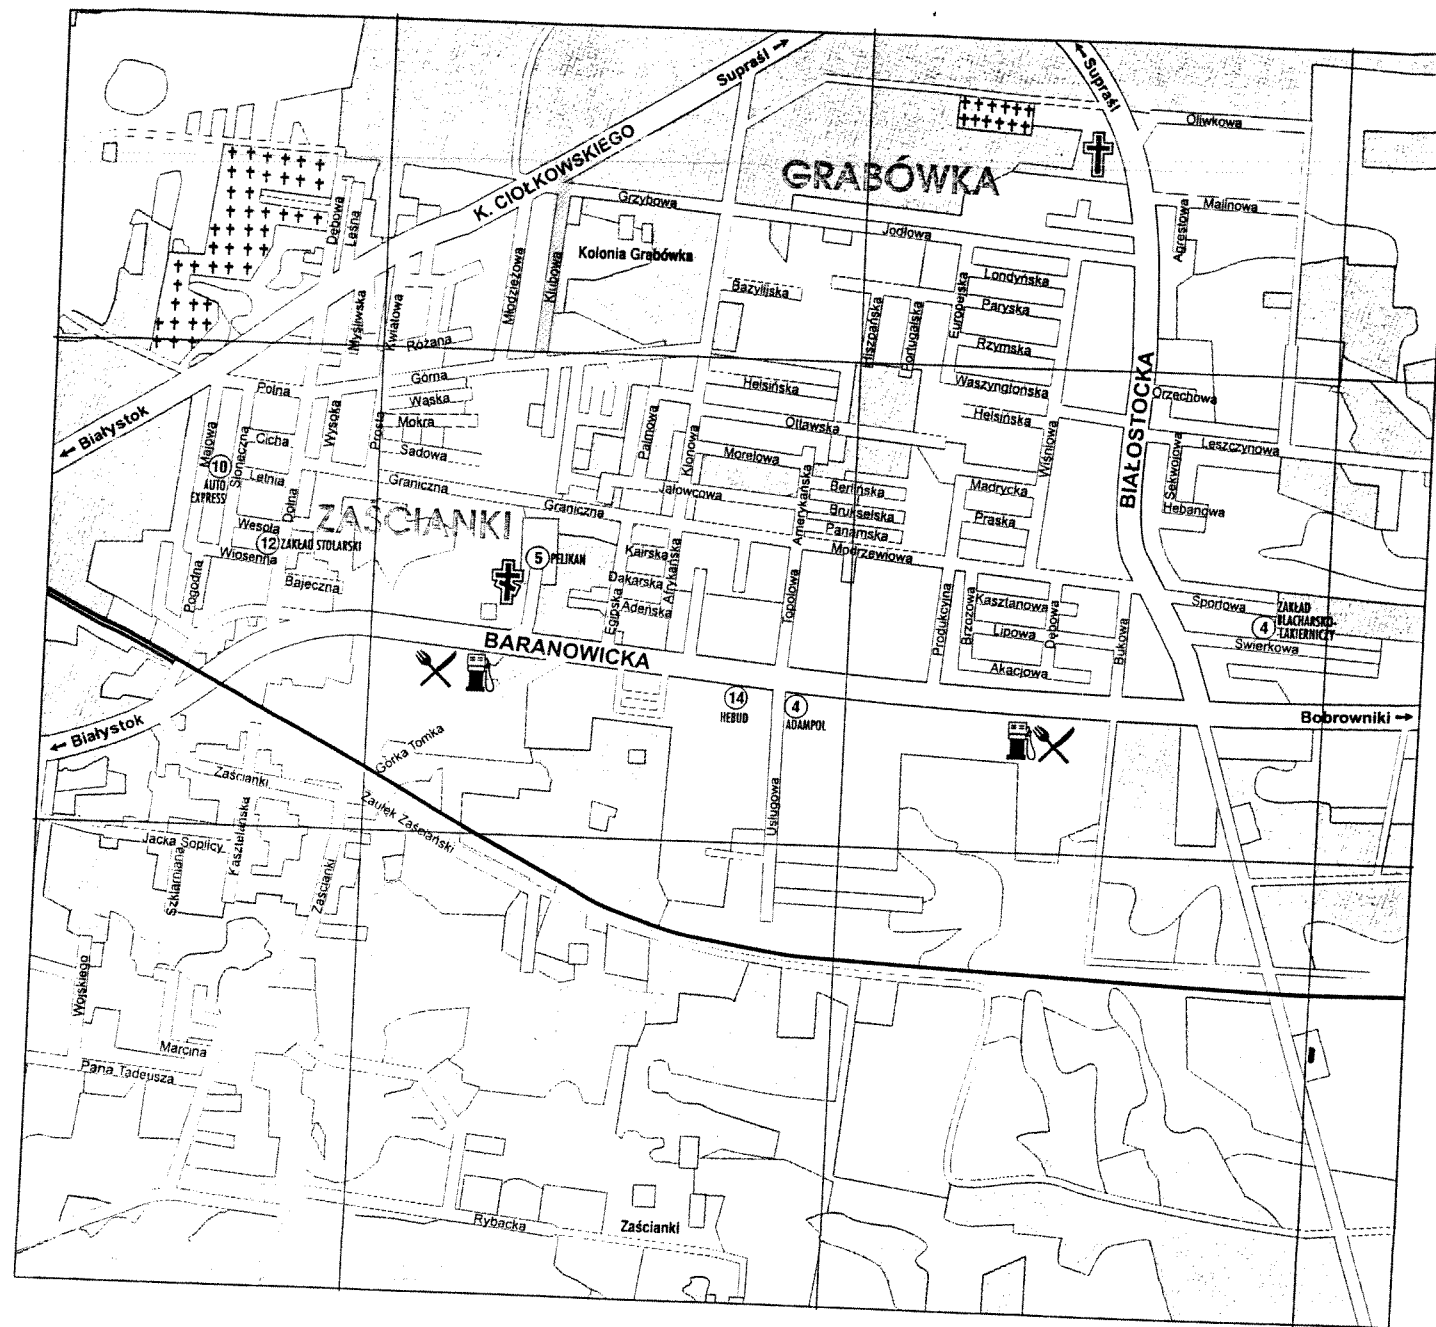 Supraśl →
← Supraśl
Oliwkowa
K. CIOŁKOWSKIEGO
GRABÓWKA
Grzybowa
Malinowa
Dębowa
Leśna
Agrestowa
Jodłowa
Kolonia Grabówka
Młodzieżowa
Klubowa
Londyńska
Bazylijska
Paryska
Europejska
Hiszpańska
Portugalska
Myśliwska
Kwiatowa
Różana
Rzymska
BIAŁOSTOCKA
Górna
Polna
Helsińska
Waszyngtońska
Orzechowa
Wąska
Wysoka
Prosta
Mokra
Helsińska
← Białystok
Palmowa
Ottawska
Majowa
Słoneczna
Cicha
Klonowa
Wiśniowa
Leszczynowa
Sadowa
Morelowa
10
Letnia
Sekwojowa
AUTO
EXPRESS
Graniczna
Jałowcowa
Amerykańska
Berlińska
Madrycka
Dolna
Graniczna
Brukselska
Praska
Hebanowa
ZAŚCIANKI
Wesoła
Panamska
12 ZAKŁAD STOLARSKI
Wiosenna
Kairska
Modrzewiowa
5 PELIKAN
Afrykańska
Pogodna
Bajeczna
Dakarska
Topolowa
Adeńska
Egipska
Produkcyjna
Brzozowa
Kasztanowa
Sportowa
ZAKŁAD
BLACHARSKO-
-LAKIERNICZY
4
Lipowa
Dębowa
Bukowa
Świerkowa
BARANOWICKA
Akacjowa
14
HEBUD
4
ADAMPOL
Bobrowniki →
← Białystok
Górka Tomka
Zaścianki
Usługowa
Zaułek Zaściański
Jacka Soplicy
Kasztelańska
Szklarniana
Zaścianki
Wojskiego
Marcina
Pana Tadeusza
Rybacka
Zaścianki